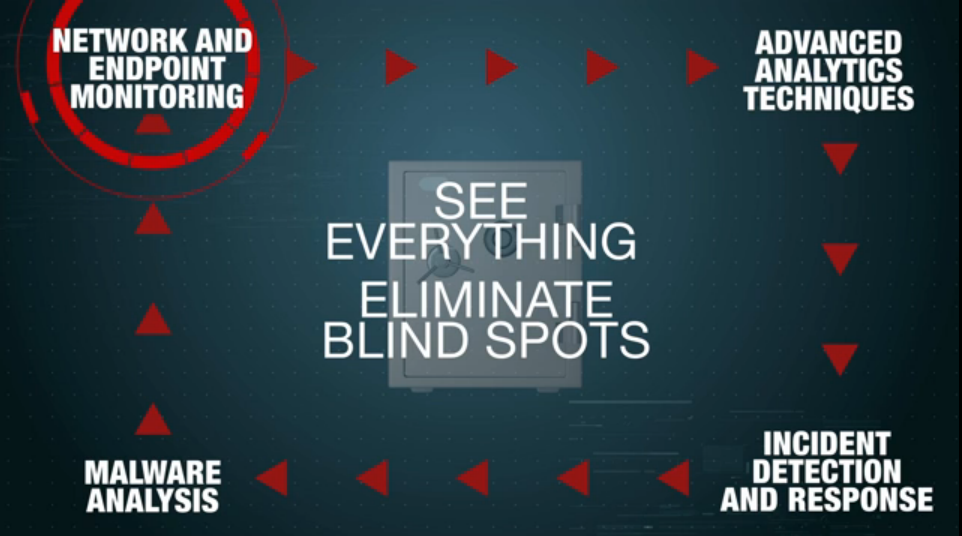 NETWORK AND
ENDPOINT
MONITORING
ADVANCED
ANALYTICS
TECHNIQUES
SEE
EVERYTHING
ELIMINATE
BLIND SPOTS
MALWARE
ANALYSIS
INCIDENT
DETECTION
AND RESPONSE